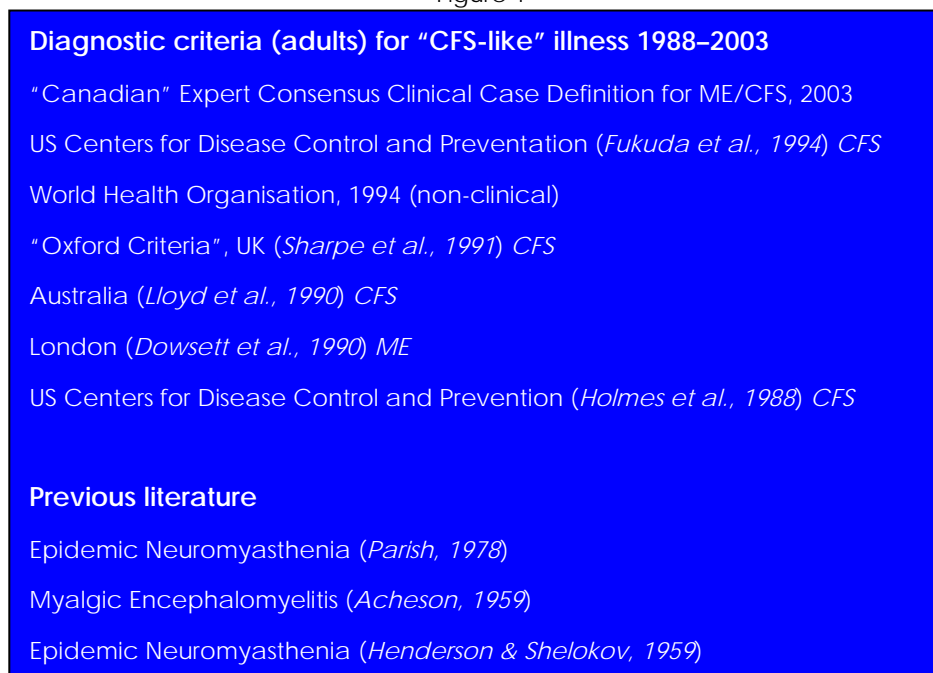 Diagnostic criteria (adults) for “CFS-like” illness 1988–2003
“Canadian” Expert Consensus Clinical Case Definition for ME/CFS, 2003
US Centers for Disease Control and Preventation (Fukuda et al., 1994) CFS
World Health Organisation, 1994 (non-clinical)
“Oxford Criteria”, UK (Sharpe et al., 1991) CFS
Australia (Lloyd et al., 1990) CFS
London (Dowsett et al., 1990) ME
US Centers for Disease Control and Prevention (Holmes et al., 1988) CFS
Previous literature
Epidemic Neuromyasthenia (Parish, 1978)
Myalgic Encephalomyelitis (Acheson, 1959)
Epidemic Neuromyasthenia (Henderson & Shelokov, 1959)